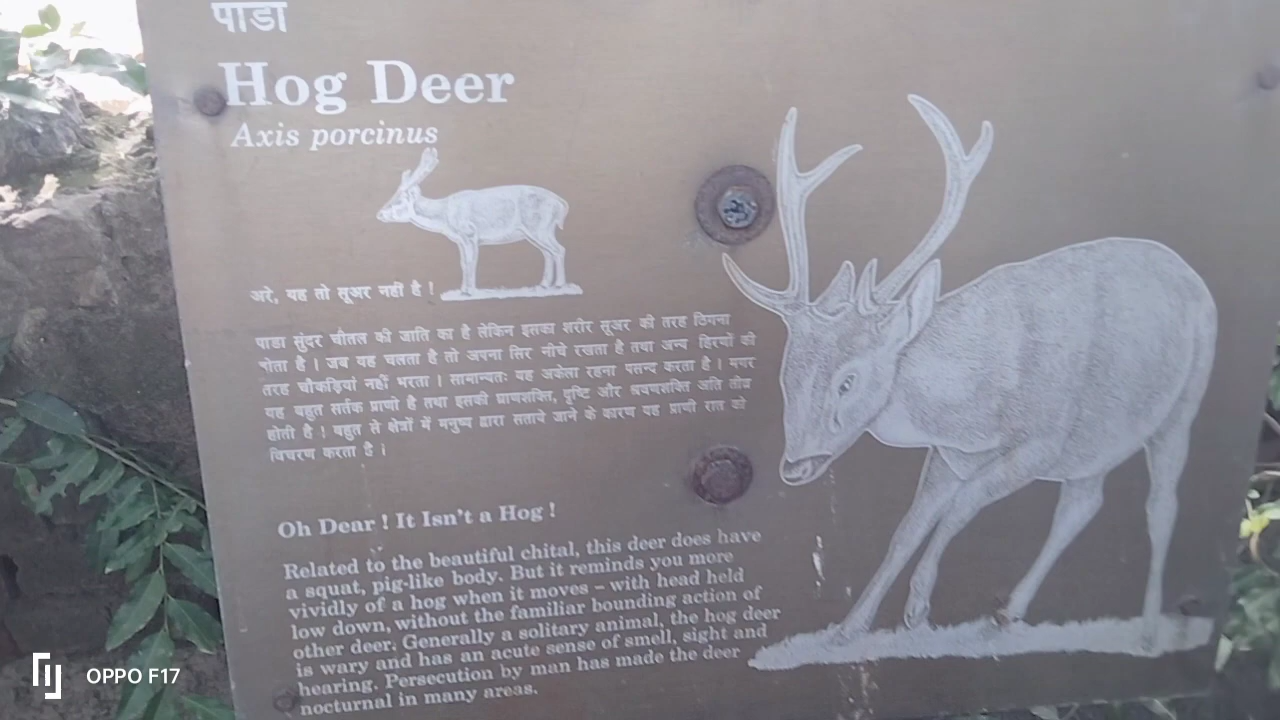 पाडा
Hog Deer
Axis porcinus
अरे, यह तो सूअर नहीं है !
पाडा सुंदर चीतल की जाति का है लेकिन इसका शरीर सूअर की तरह ठिगना
होता है । जब यह चलता है तो अपना सिर नीचे रखता है तथा अन्य हिरणों की
तरह चौकड़ियां नहीं भरता । सामान्यतः यह अकेला रहना पसन्द करता है । मगर
यह बहुत सर्तक प्राणी है तथा इसकी घ्राणशक्ति, दृष्टि और श्रवणशक्ति अति तीव्र
होती है । बहुत से क्षेत्रों में मनुष्य द्वारा सताये जाने के कारण यह प्राणी रात को
विचरण करता है ।
Oh Dear ! It Isn't a Hog !
Related to the beautiful chital, this deer does have
a squat, pig-like body. But it reminds you more
vividly of a hog when it moves – with head held
low down, without the familiar bounding action of
other deer. Generally a solitary animal, the hog deer
is wary and has an acute sense of smell, sight and
hearing. Persecution by man has made the deer
nocturnal in many areas.
OPPO F17